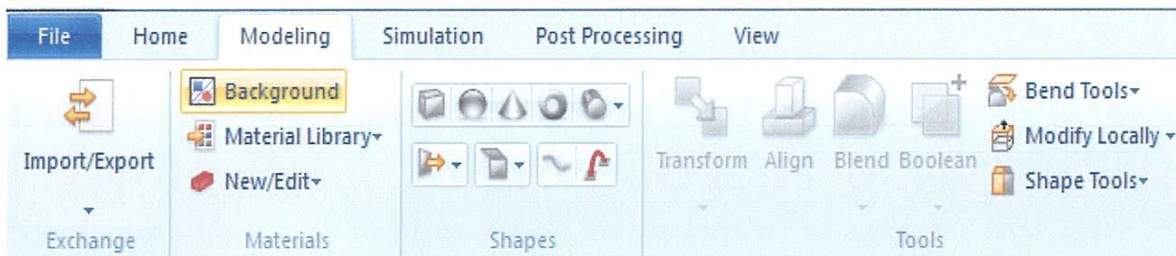 File Home Modeling Simulation Post Processing View
Background
Material Library
New/Edit
Import/Export
Transform Align Blend Boolean
Bend Tools
Modify Locally
Shape Tools
Exchange Materials Shapes Tools